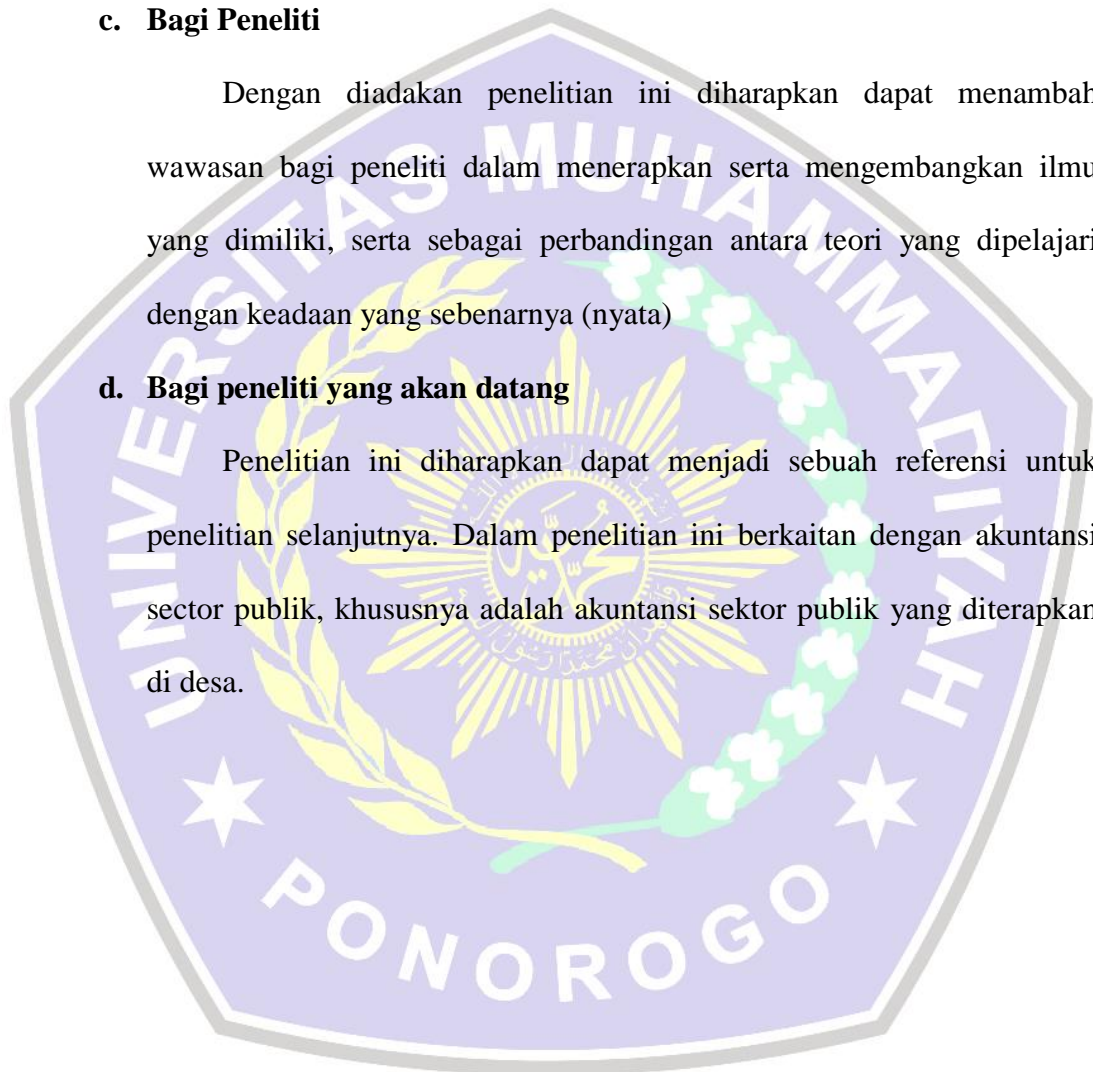 c. Bagi Peneliti
Dengan diadakan penelitian ini diharapkan dapat menambah
wawasan bagi peneliti dalam menerapkan serta mengembangkan ilmu
yang dimiliki, serta sebagai perbandingan antara teori yang dipelajari
dengan keadaan yang sebenarnya (nyata)
d. Bagi peneliti yang akan datang
Penelitian ini diharapkan dapat menjadi sebuah referensi untuk
penelitian selanjutnya. Dalam penelitian ini berkaitan dengan akuntansi
sector publik, khususnya adalah akuntansi sektor publik yang diterapkan
di desa.
UNIVERSITAS MUHAMMADIYAH
PONOROGO
محمدية